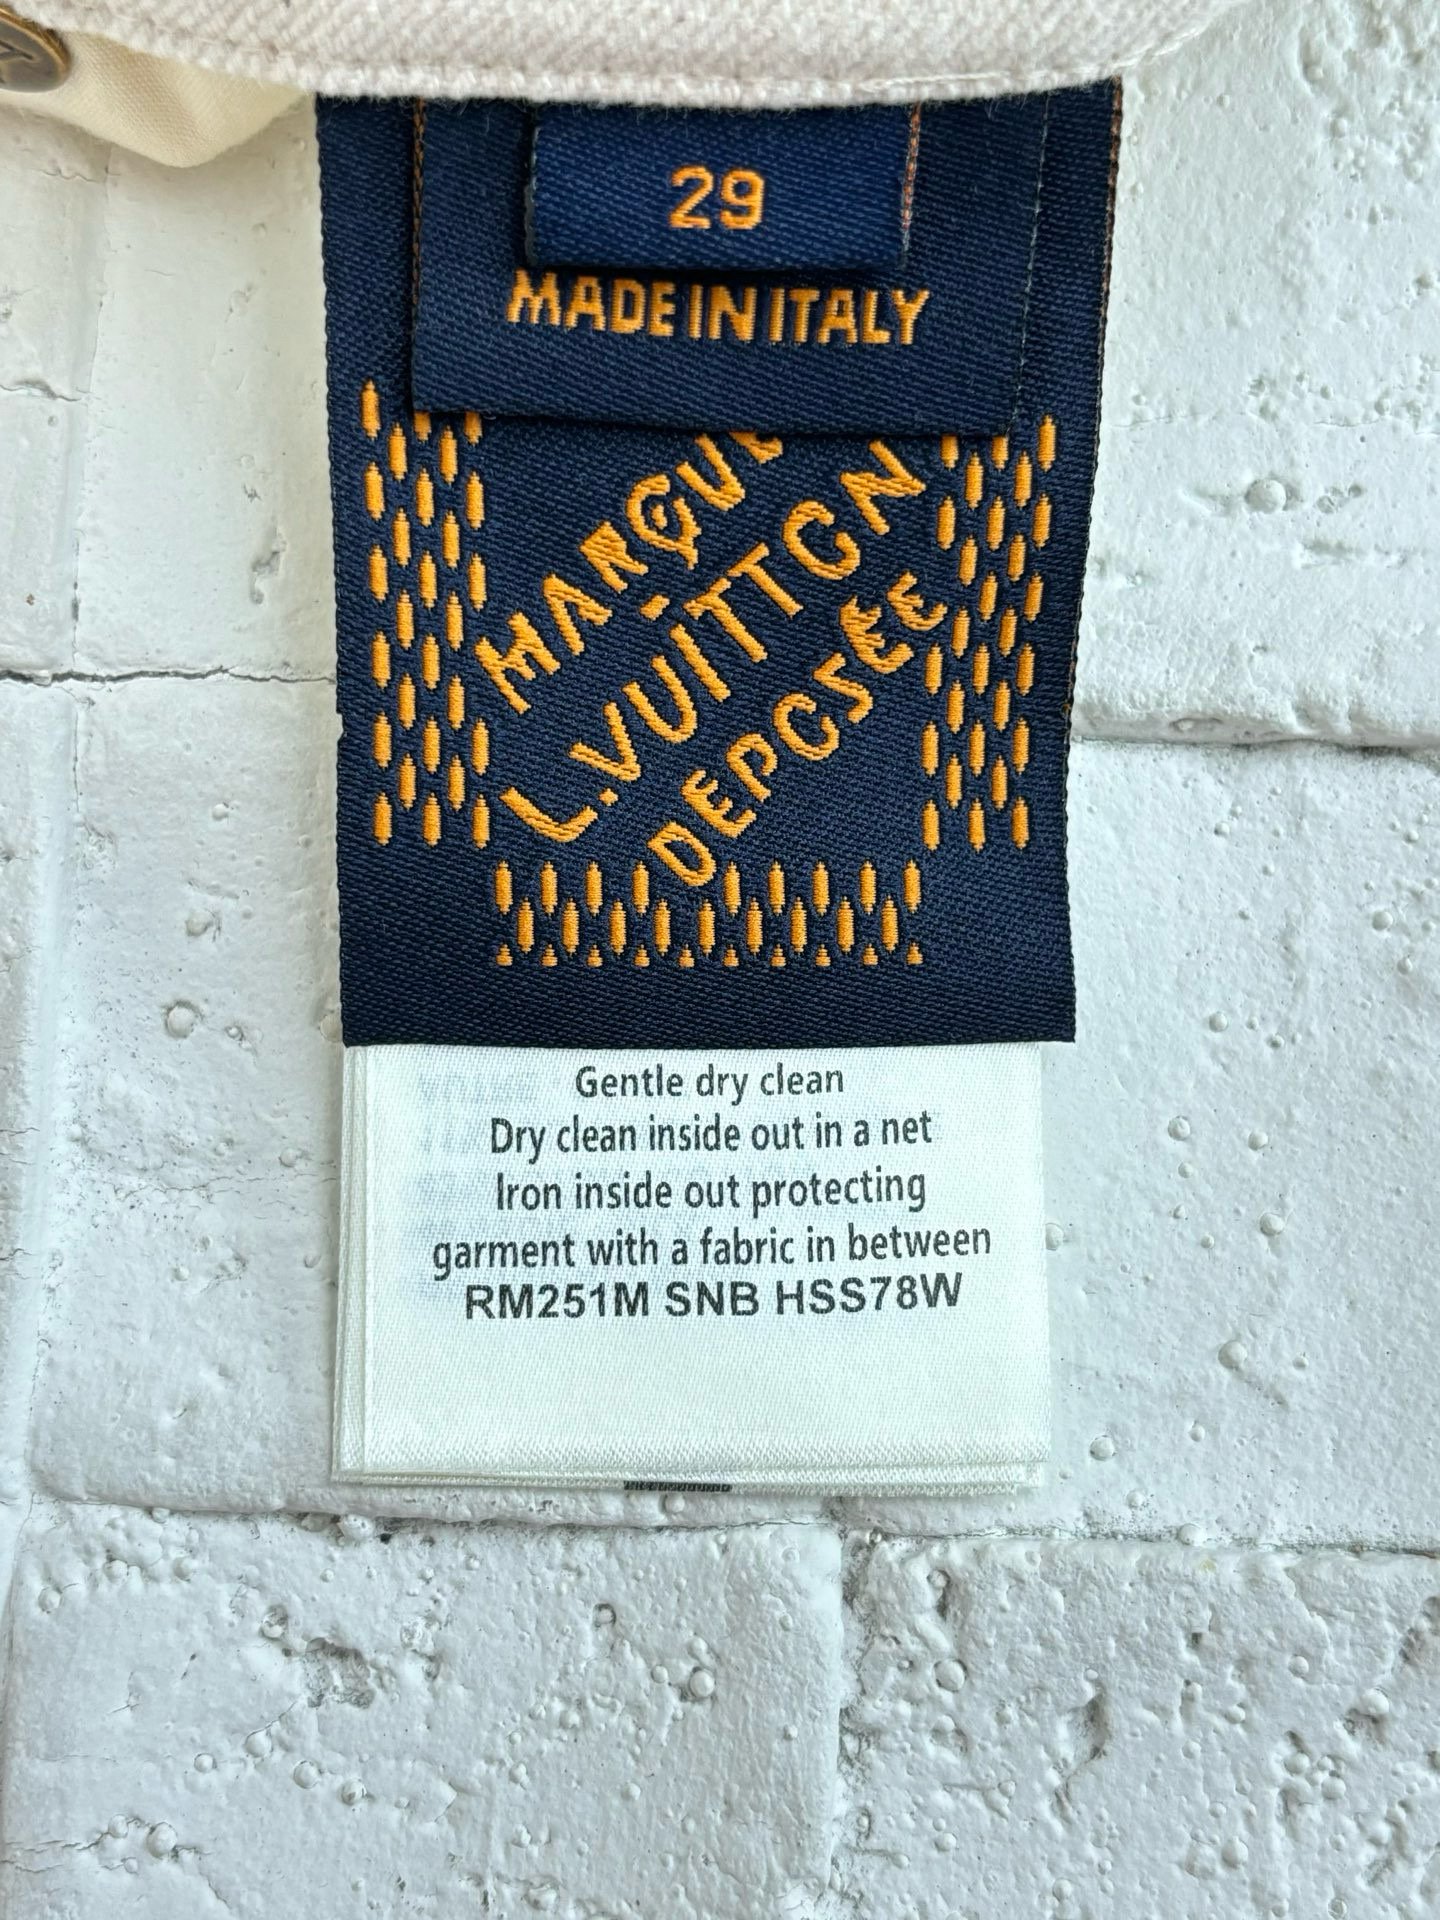 29
MADE IN ITALY
MARQUE
L.VUITTON
DEPOSÉE
Gentle dry clean
Dry clean inside out in a net
Iron inside out protecting
garment with a fabric in between
RM251M SNB HSS78W